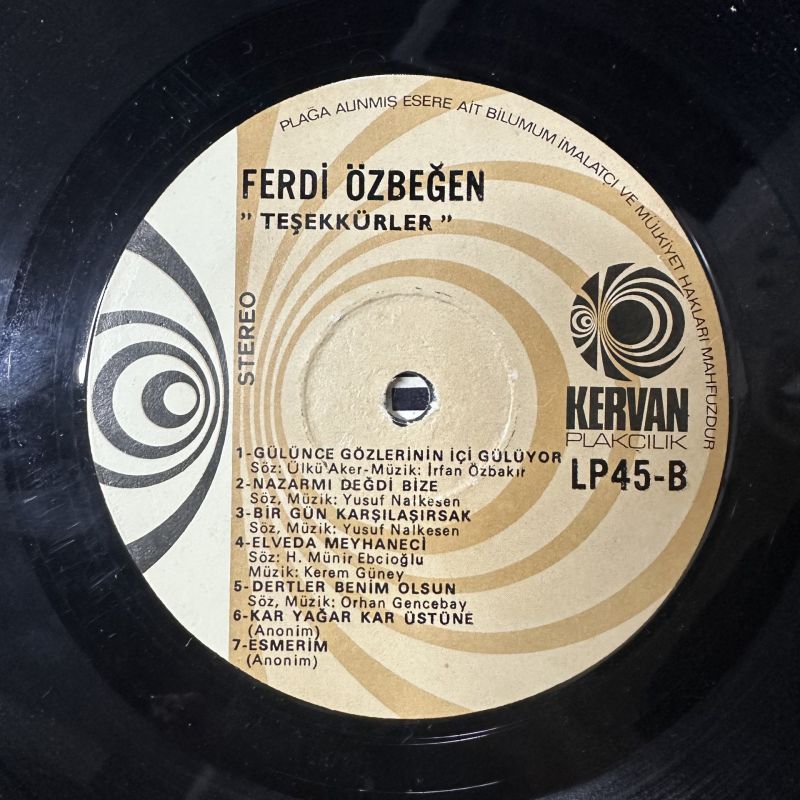 PLAĞA ALINMIŞ ESERE AİT BİLUMUM İMALATÇI VE MÜLKİYET HAKLARI MAHFUZDUR
FERDİ ÖZBEĞEN
" TEŞEKKÜRLER "
STEREO
KERVAN
PLAKÇILIK
LP45-B
1-GÜLÜNCE GÖZLERİNİN İÇİ GÜLÜYOR
Söz: Ülkü Aker-Müzik: İrfan Özbakır
2-NAZARMI DEĞDİ BİZE
Söz, Müzik: Yusuf Nalkesen
3-BİR GÜN KARŞILAŞIRSAK
Söz, Müzik: Yusuf Nalkesen
4-ELVEDA MEYHANECİ
Söz: H. Münir Ebcioğlu
Müzik: Kerem Güney
5-DERTLER BENİM OLSUN
Söz, Müzik: Orhan Gencebay
6-KAR YAĞAR KAR ÜSTÜNE
(Anonim)
7-ESMERİM
(Anonim)